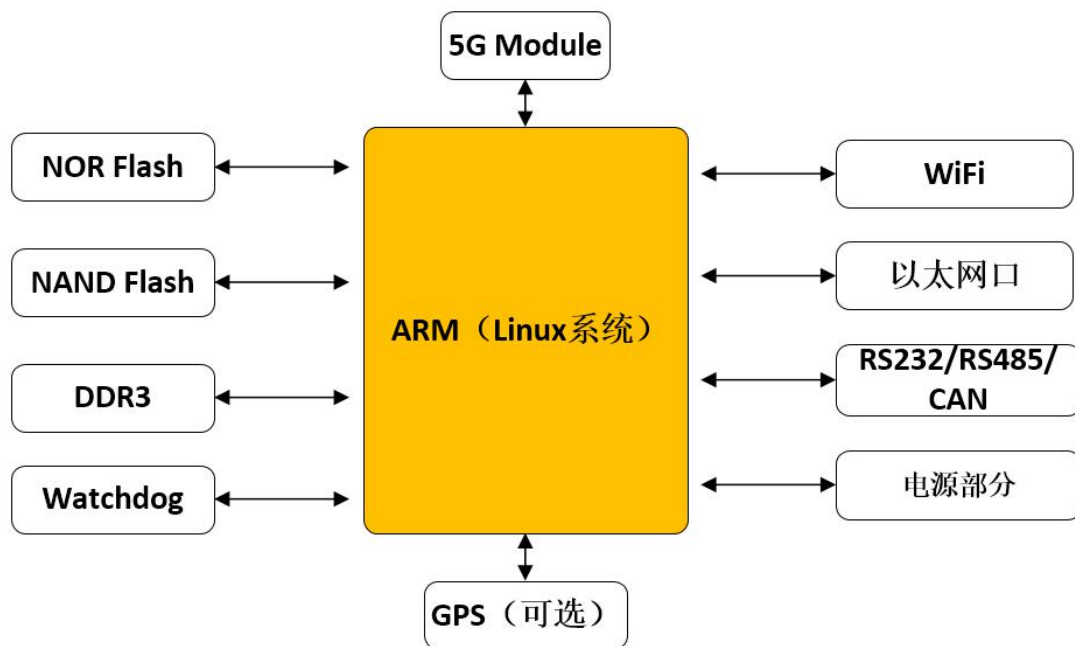 5G Module
NOR Flash
WiFi
NAND Flash
以太网口
ARM（Linux系统）
DDR3
RS232/RS485/
CAN
Watchdog
电源部分
GPS（可选）